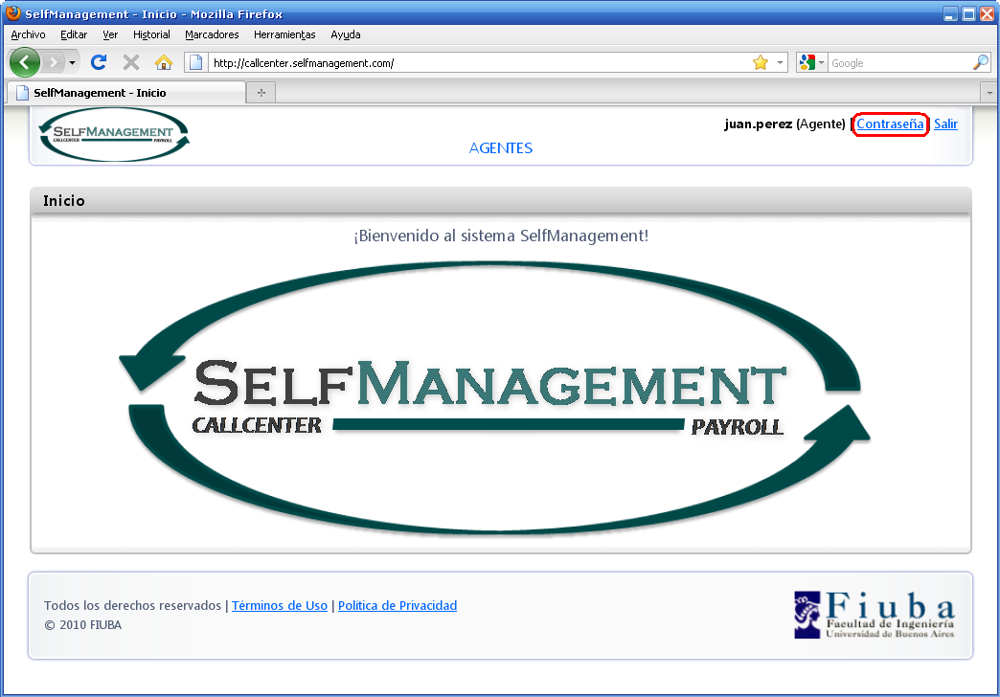 SelfManagement - Inicio - Mozilla Firefox
Archivo Editar Ver Historial Marcadores Herramientas Ayuda
http://callcenter.selfmanagement.com/ Google
SelfManagement - Inicio
SELFMANAGEMENT
CALLCENTER PAYROLL
juan.perez (Agente) | Contraseña | Salir
AGENTES
Inicio
¡Bienvenido al sistema SelfManagement!
SELFMANAGEMENT
CALLCENTER PAYROLL
Todos los derechos reservados | Términos de Uso | Política de Privacidad
© 2010 FIUBA
Fiuba
Facultad de Ingeniería
Universidad de Buenos Aires